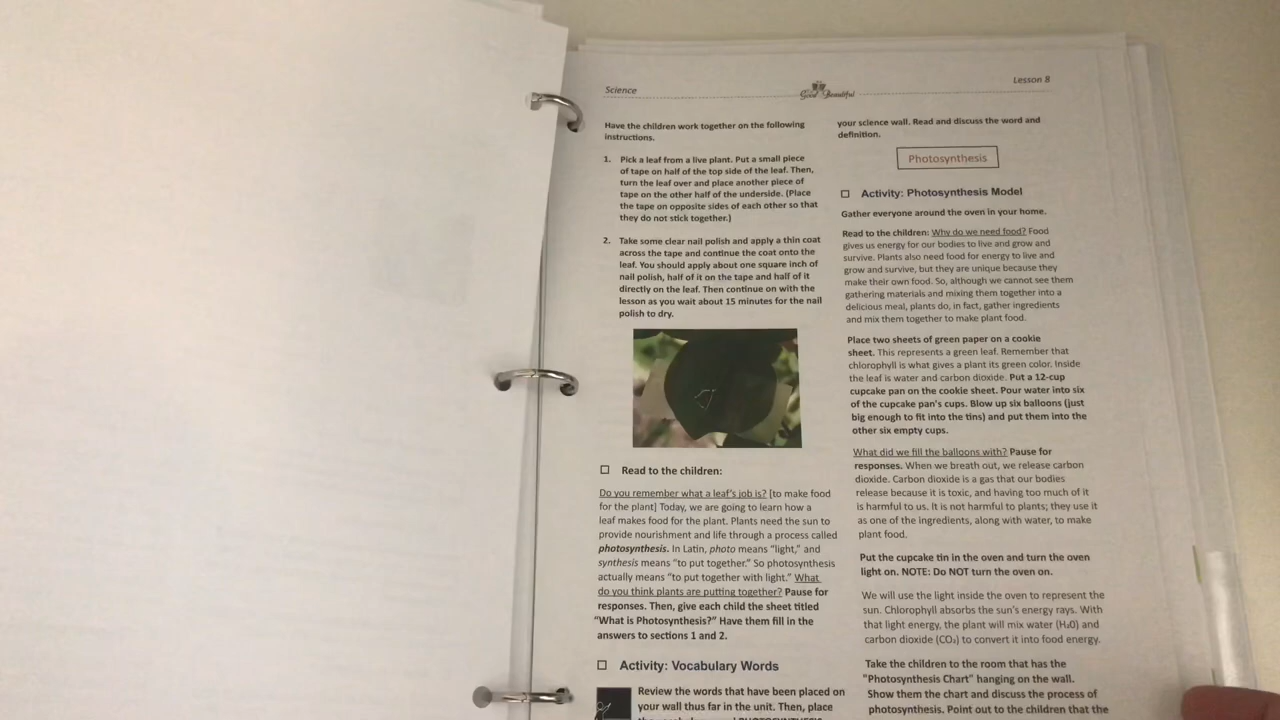 Science
Good Beautiful
Lesson 8
Have the children work together on the following
instructions.
1. Pick a leaf from a live plant. Put a small piece
of tape on half of the top side of the leaf. Then,
turn the leaf over and place another piece of
tape on the other half of the underside. (Place
the tape on opposite sides of each other so that
they do not stick together.)
2. Take some clear nail polish and apply a thin coat
across the tape and continue the coat onto the
leaf. You should apply about one square inch of
nail polish, half of it on the tape and half of it
directly on the leaf. Then continue on with the
lesson as you wait about 15 minutes for the nail
polish to dry.
Read to the children:
Do you remember what a leaf's job is? [to make food
for the plant] Today, we are going to learn how a
leaf makes food for the plant. Plants need the sun to
provide nourishment and life through a process called
photosynthesis. In Latin, photo means "light," and
synthesis means "to put together." So photosynthesis
actually means "to put together with light." What
do you think plants are putting together? Pause for
responses. Then, give each child the sheet titled
"What is Photosynthesis?" Have them fill in the
answers to sections 1 and 2.
Activity: Vocabulary Words
Review the words that have been placed on
your wall thus far in the unit. Then, place
your science wall. Read and discuss the word and
definition.
Photosynthesis
Activity: Photosynthesis Model
Gather everyone around the oven in your home.
Read to the children: Why do we need food? Food
gives us energy for our bodies to live and grow and
survive. Plants also need food for energy to live and
grow and survive, but they are unique because they
make their own food. So, although we cannot see them
gathering materials and mixing them together into a
delicious meal, plants do, in fact, gather ingredients
and mix them together to make plant food.
Place two sheets of green paper on a cookie
sheet. This represents a green leaf. Remember that
chlorophyll is what gives a plant its green color. Inside
the leaf is water and carbon dioxide. Put a 12-cup
cupcake pan on the cookie sheet. Pour water into six
of the cupcake pan's cups. Blow up six balloons (just
big enough to fit into the tins) and put them into the
other six empty cups.
What did we fill the balloons with? Pause for
responses. When we breath out, we release carbon
dioxide. Carbon dioxide is a gas that our bodies
release because it is toxic, and having too much of it
is harmful to us. It is not harmful to plants; they use it
as one of the ingredients, along with water, to make
plant food.
Put the cupcake tin in the oven and turn the oven
light on. NOTE: Do NOT turn the oven on.
We will use the light inside the oven to represent the
sun. Chlorophyll absorbs the sun's energy rays. With
that light energy, the plant will mix water (H₂0) and
carbon dioxide (CO₂) to convert it into food energy.
Take the children to the room that has the
"Photosynthesis Chart" hanging on the wall.
Show them the chart and discuss the process of
photosynthesis. Point out to the children that the